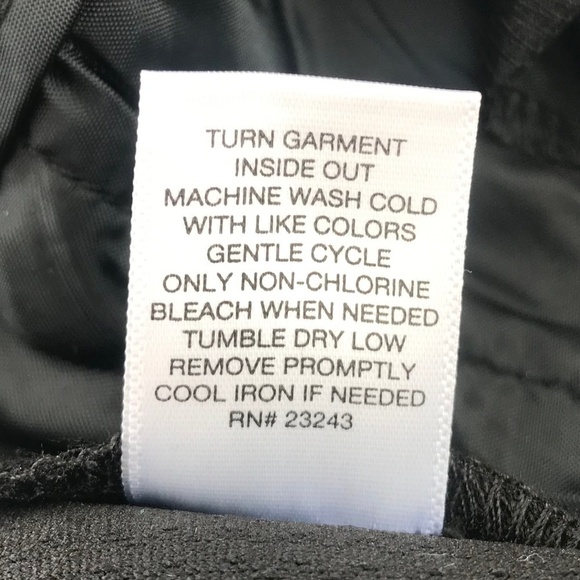 TURN GARMENT
INSIDE OUT
MACHINE WASH COLD
WITH LIKE COLORS
GENTLE CYCLE
ONLY NON-CHLORINE
BLEACH WHEN NEEDED
TUMBLE DRY LOW
REMOVE PROMPTLY
COOL IRON IF NEEDED
RN# 23243